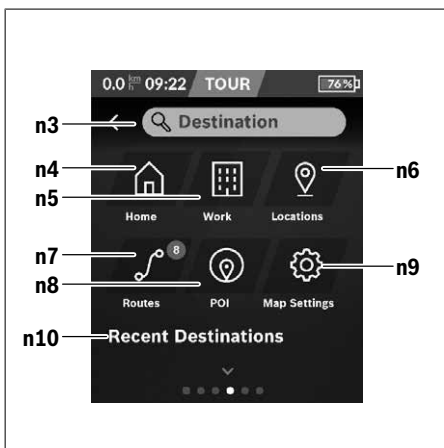 0.0 km/h 09:22 TOUR 76%
n3 Destination
n4
n5
n6
Home Work Locations
n7 8
n8
n9
Routes POI Map Settings
n10 Recent Destinations